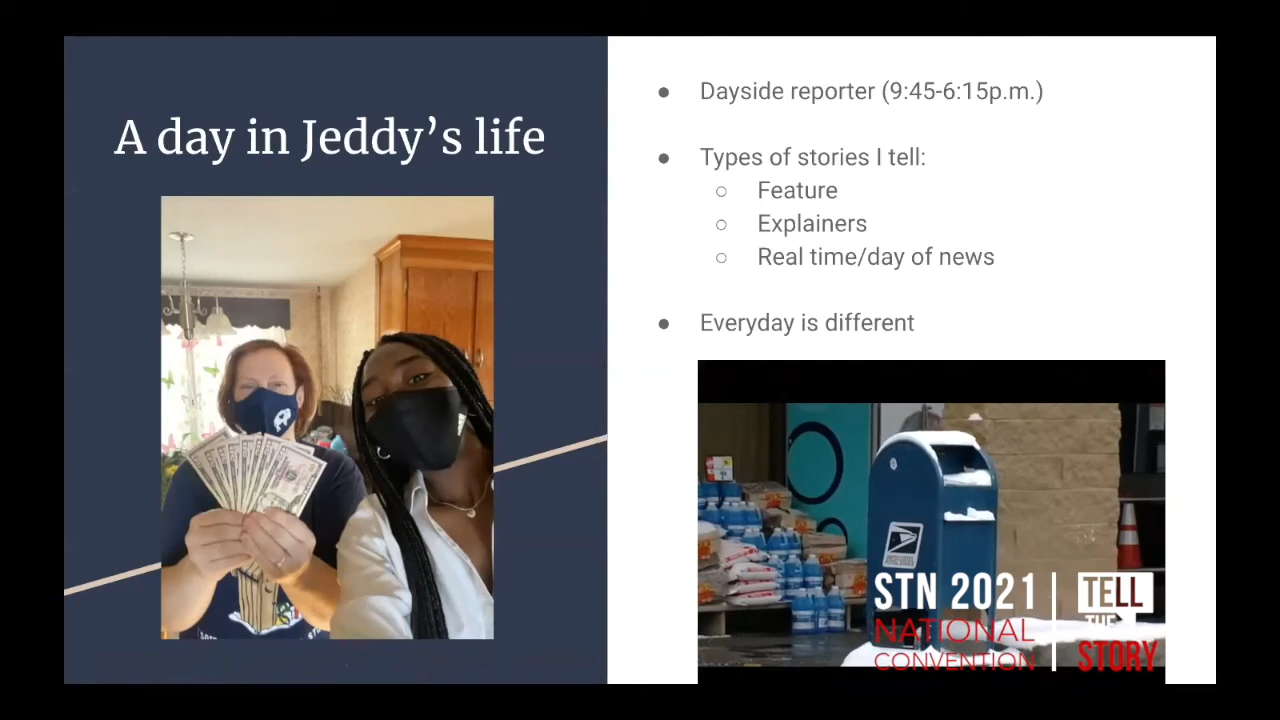 A day in Jeddy's life
Dayside reporter (9:45-6:15p.m.)
Types of stories I tell:
Feature
Explainers
Real time/day of news
Everyday is different
STN 2021
NATIONAL
CONVENTION
TELL
THE
STORY